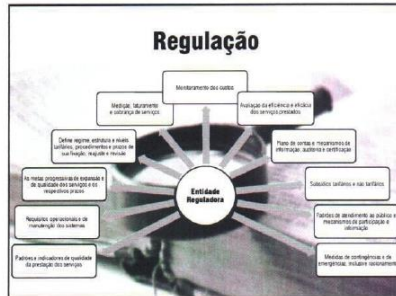 Regulação
Monitoramento dos custos
Medição, faturamento
e cobrança de serviços
Avaliação da eficiência e eficácia
dos serviços prestados
Define regime, estrutura e níveis
tarifários, procedimentos e prazos de
sua fixação, reajuste e revisão
Plano de contas e mecanismos de
informação, auditoria e certificação
As metas progressivas de expansão e
de qualidade dos serviços e os
respectivos prazos
Entidade
Reguladora
Subsídios tarifários e não tarifários
Requisitos operacionais e de
manutenção dos sistemas
Padrões de atendimento ao público e
mecanismos de participação e
informação
Padrões e indicadores de qualidade
da prestação dos serviços
Medidas de contingências e de
emergências, inclusive racionamento